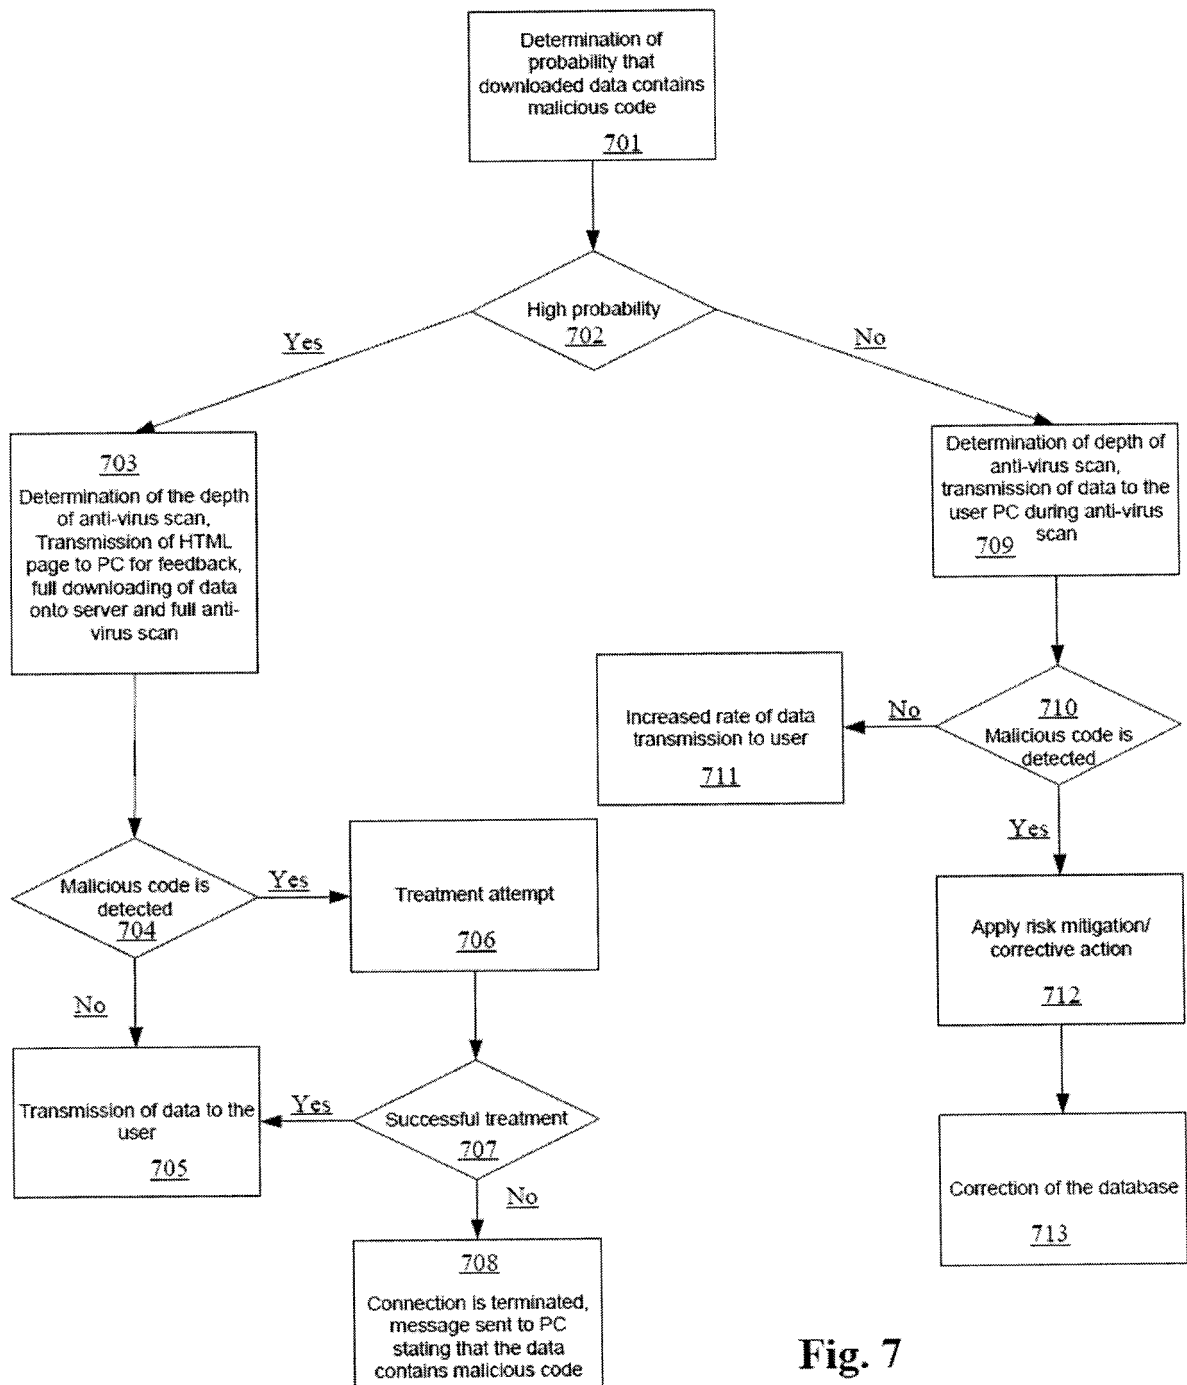 Determination of
probability that
downloaded data contains
malicious code
701
High probability
702
Yes
No
703
Determination of the depth
of anti-virus scan,
Transmission of HTML
page to PC for feedback,
full downloading of data
onto server and full anti-
virus scan
Determination of depth of
anti-virus scan,
transmission of data to the
user PC during anti-virus
scan
709
710
Malicious code is
detected
No
Increased rate of data
transmission to user
711
Yes
Malicious code is
detected
704
Yes
Treatment attempt
706
Apply risk mitigation/
corrective action
712
No
Transmission of data to the
user
705
Yes
Successful treatment
707
No
Correction of the database
713
708
Connection is terminated,
message sent to PC
stating that the data
contains malicious code
Fig. 7